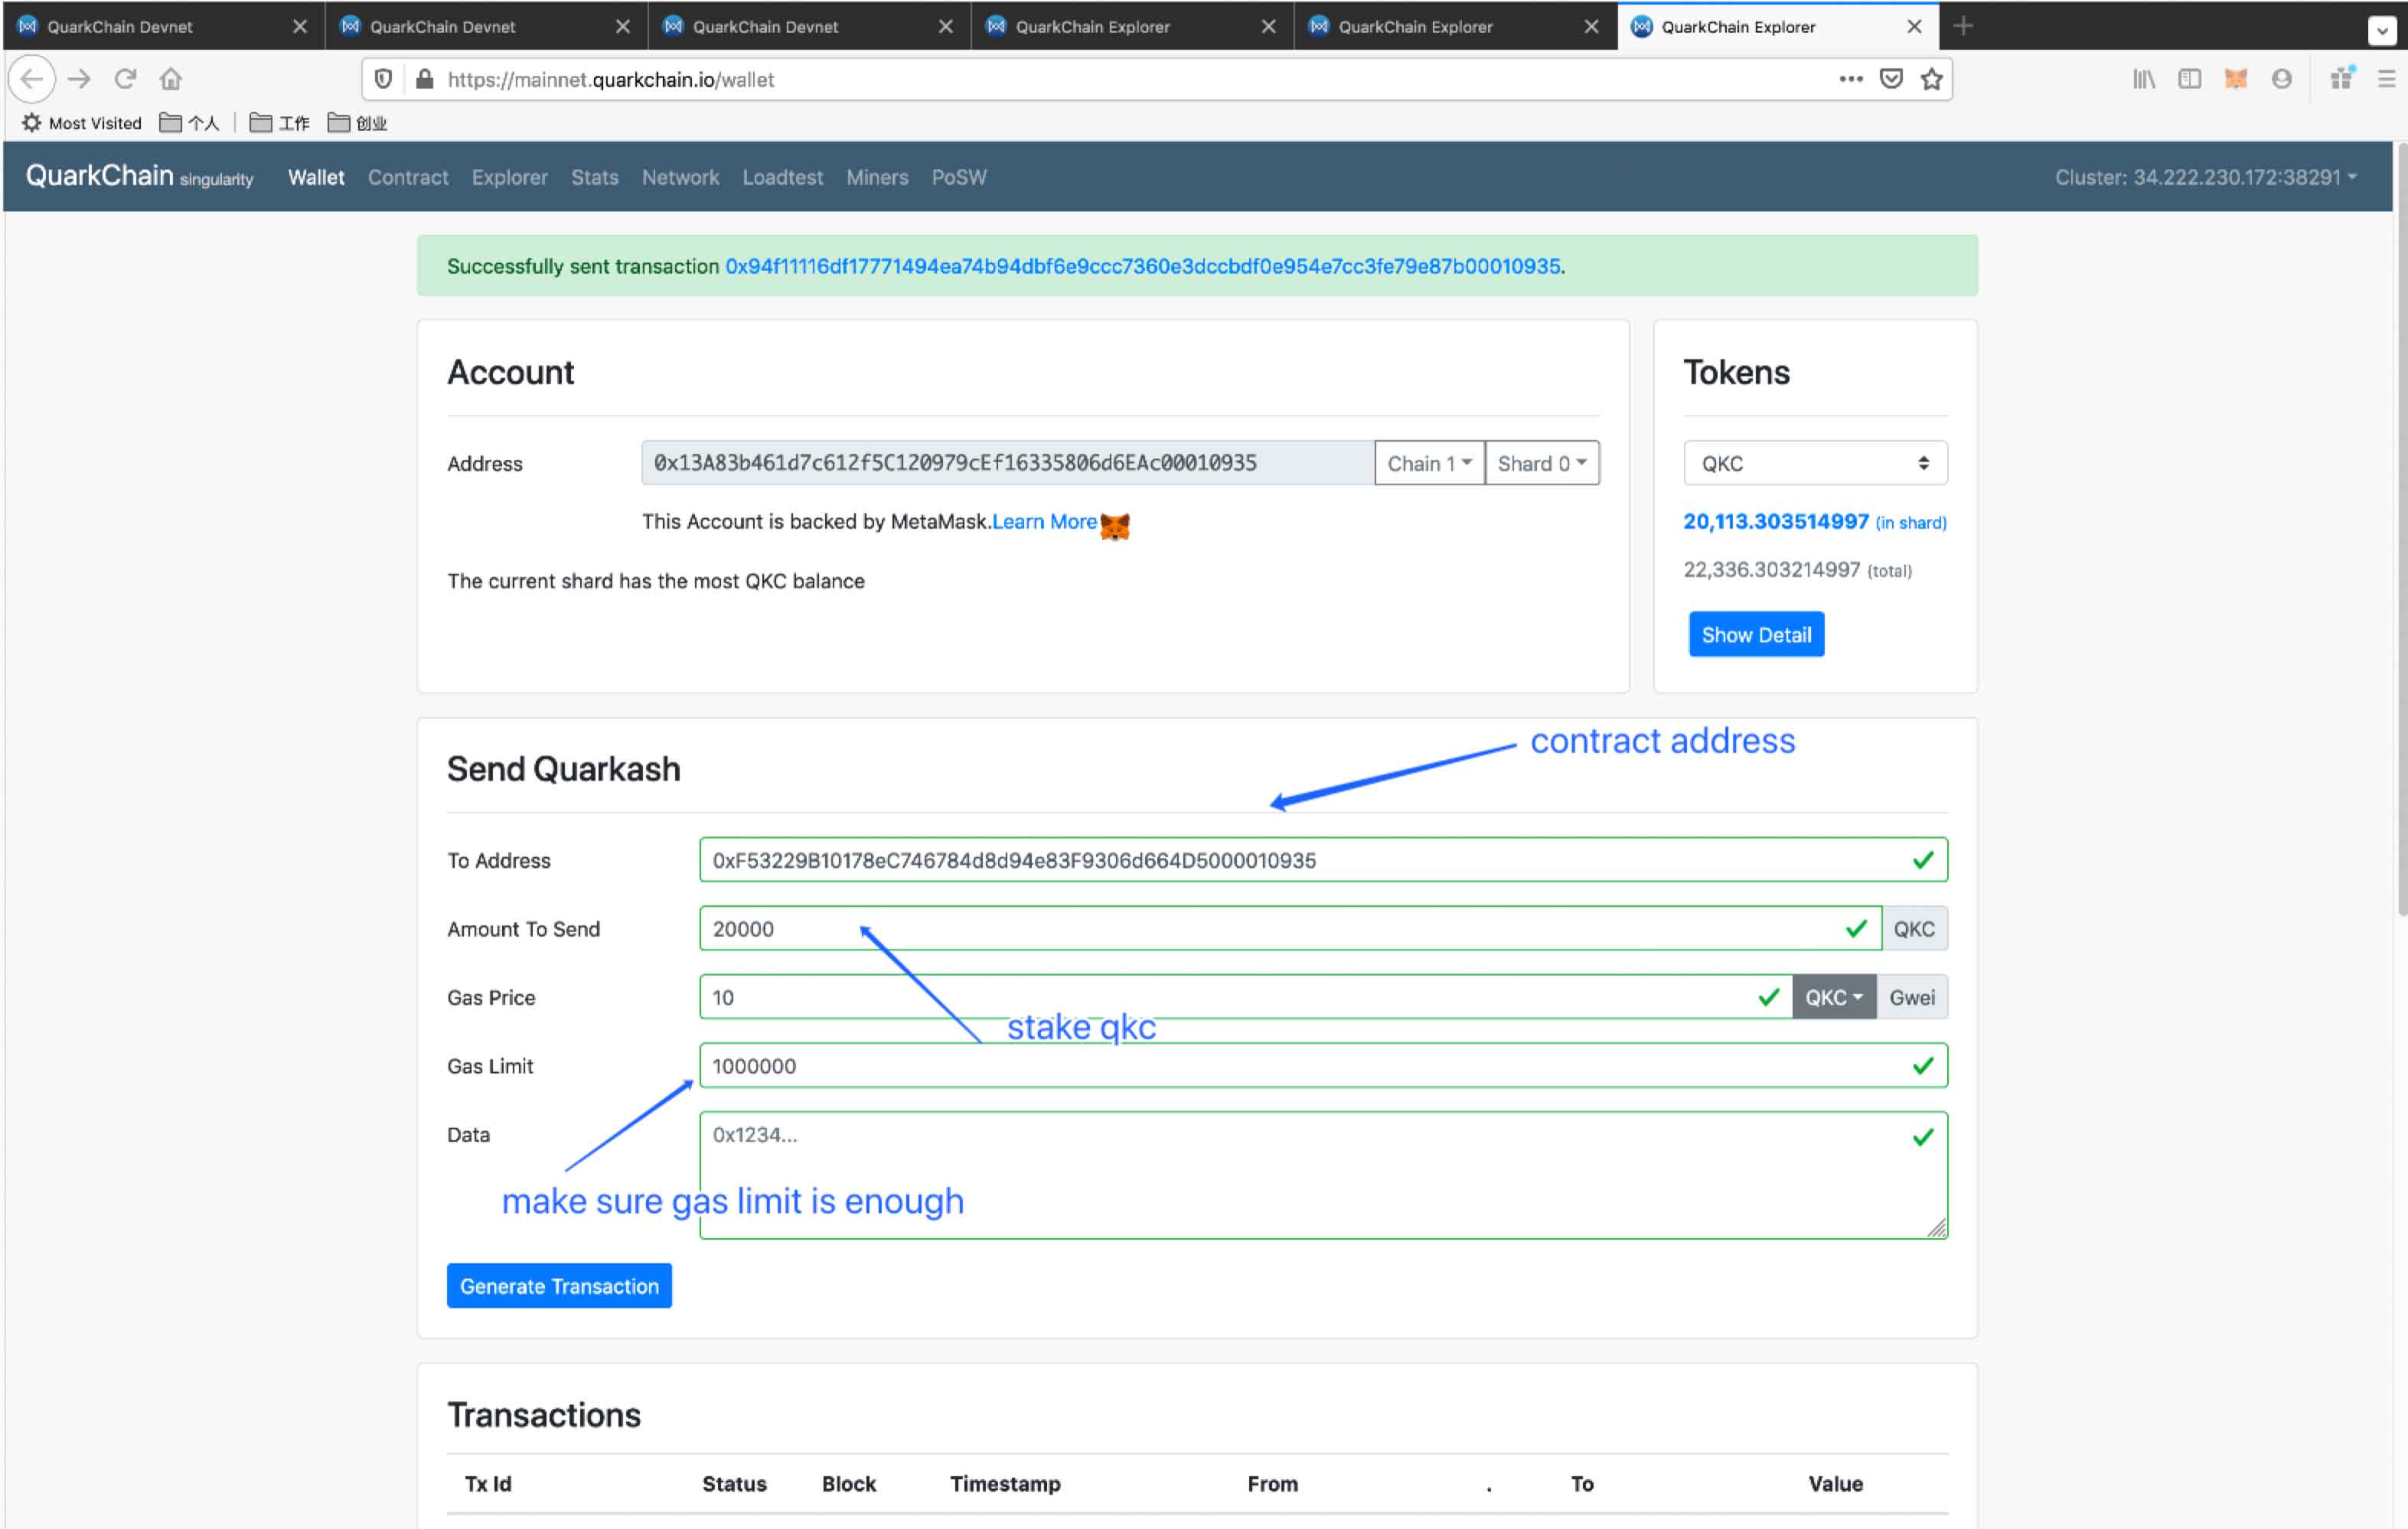 QuarkChain Devnet QuarkChain Devnet QuarkChain Devnet QuarkChain Explorer QuarkChain Explorer QuarkChain Explorer
https://mainnet.quarkchain.io/wallet
Most Visited 个人 工作 创业
QuarkChain singularity Wallet Contract Explorer Stats Network Loadtest Miners PoSW Cluster: 34.222.230.172:38291
Successfully sent transaction 0x94f11116df17771494ea74b94dbf6e9ccc7360e3dccbdf0e954e7cc3fe79e87b00010935.
Account
Address 0x13A83b461d7c612f5C120979cEf16335806d6EAc00010935 Chain 1 Shard 0
This Account is backed by MetaMask.Learn More
The current shard has the most QKC balance
Tokens
QKC
20,113.303514997 (in shard)
22,336.303214997 (total)
Show Detail
contract address
Send Quarkash
To Address 0xF53229B10178eC746784d8d94e83F9306d664D5000010935
Amount To Send 20000 QKC
Gas Price 10 QKC Gwei
stake qkc
Gas Limit 1000000
Data 0x1234...
make sure gas limit is enough
Generate Transaction
Transactions
Tx Id Status Block Timestamp From . To Value